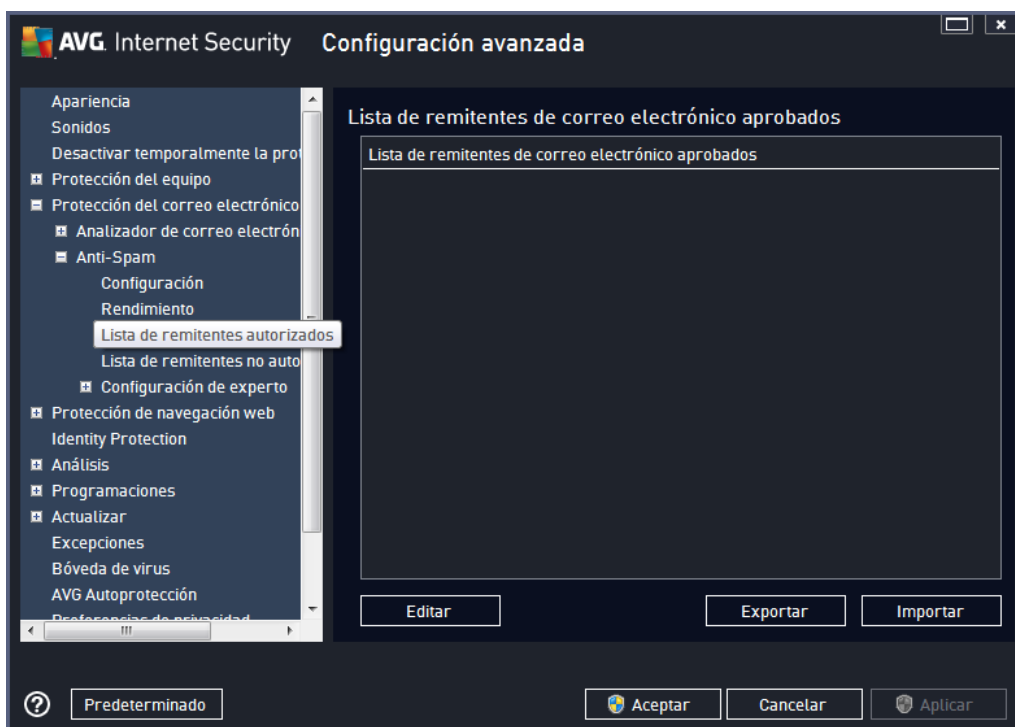 AVG. Internet Security Configuración avanzada
Apariencia
Sonidos
Desactivar temporalmente la prot
Protección del equipo
Protección del correo electrónico
Analizador de correo electrón
Anti-Spam
Configuración
Rendimiento
Lista de remitentes autorizados
Lista de remitentes no auto
Configuración de experto
Protección de navegación web
Identity Protection
Análisis
Programaciones
Actualizar
Excepciones
Bóveda de virus
AVG Autoprotección
Preferencias de privacidad
Lista de remitentes de correo electrónico aprobados
Lista de remitentes de correo electrónico aprobados
Editar Exportar Importar
? Predeterminado Aceptar Cancelar Aplicar